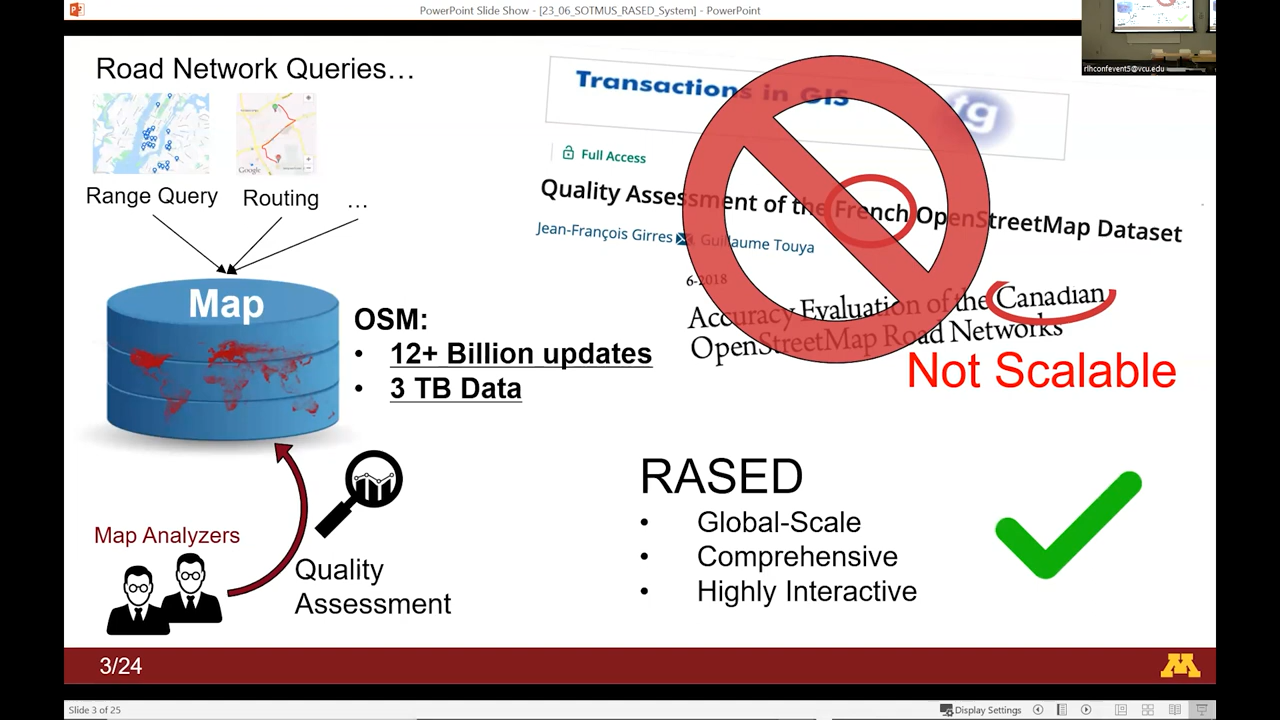 PowerPoint Slide Show - [23_06_SOTMUS_RASED_System] - PowerPoint
rlhconfevent5@vcu.edu
Road Network Queries…
Google
Range Query
Routing
…
Map
OSM:
• 12+ Billion updates
• 3 TB Data
Map Analyzers
Quality
Assessment
Transactions in GIS
tg
Full Access
Quality Assessment of the French OpenStreetMap Dataset
Jean-François Girres Guillaume Touya
6-2018
Accuracy Evaluation of the Canadian
OpenStreetMap Road Networks
Not Scalable
RASED
• Global-Scale
• Comprehensive
• Highly Interactive
3/24
M
Slide 3 of 25
Display Settings